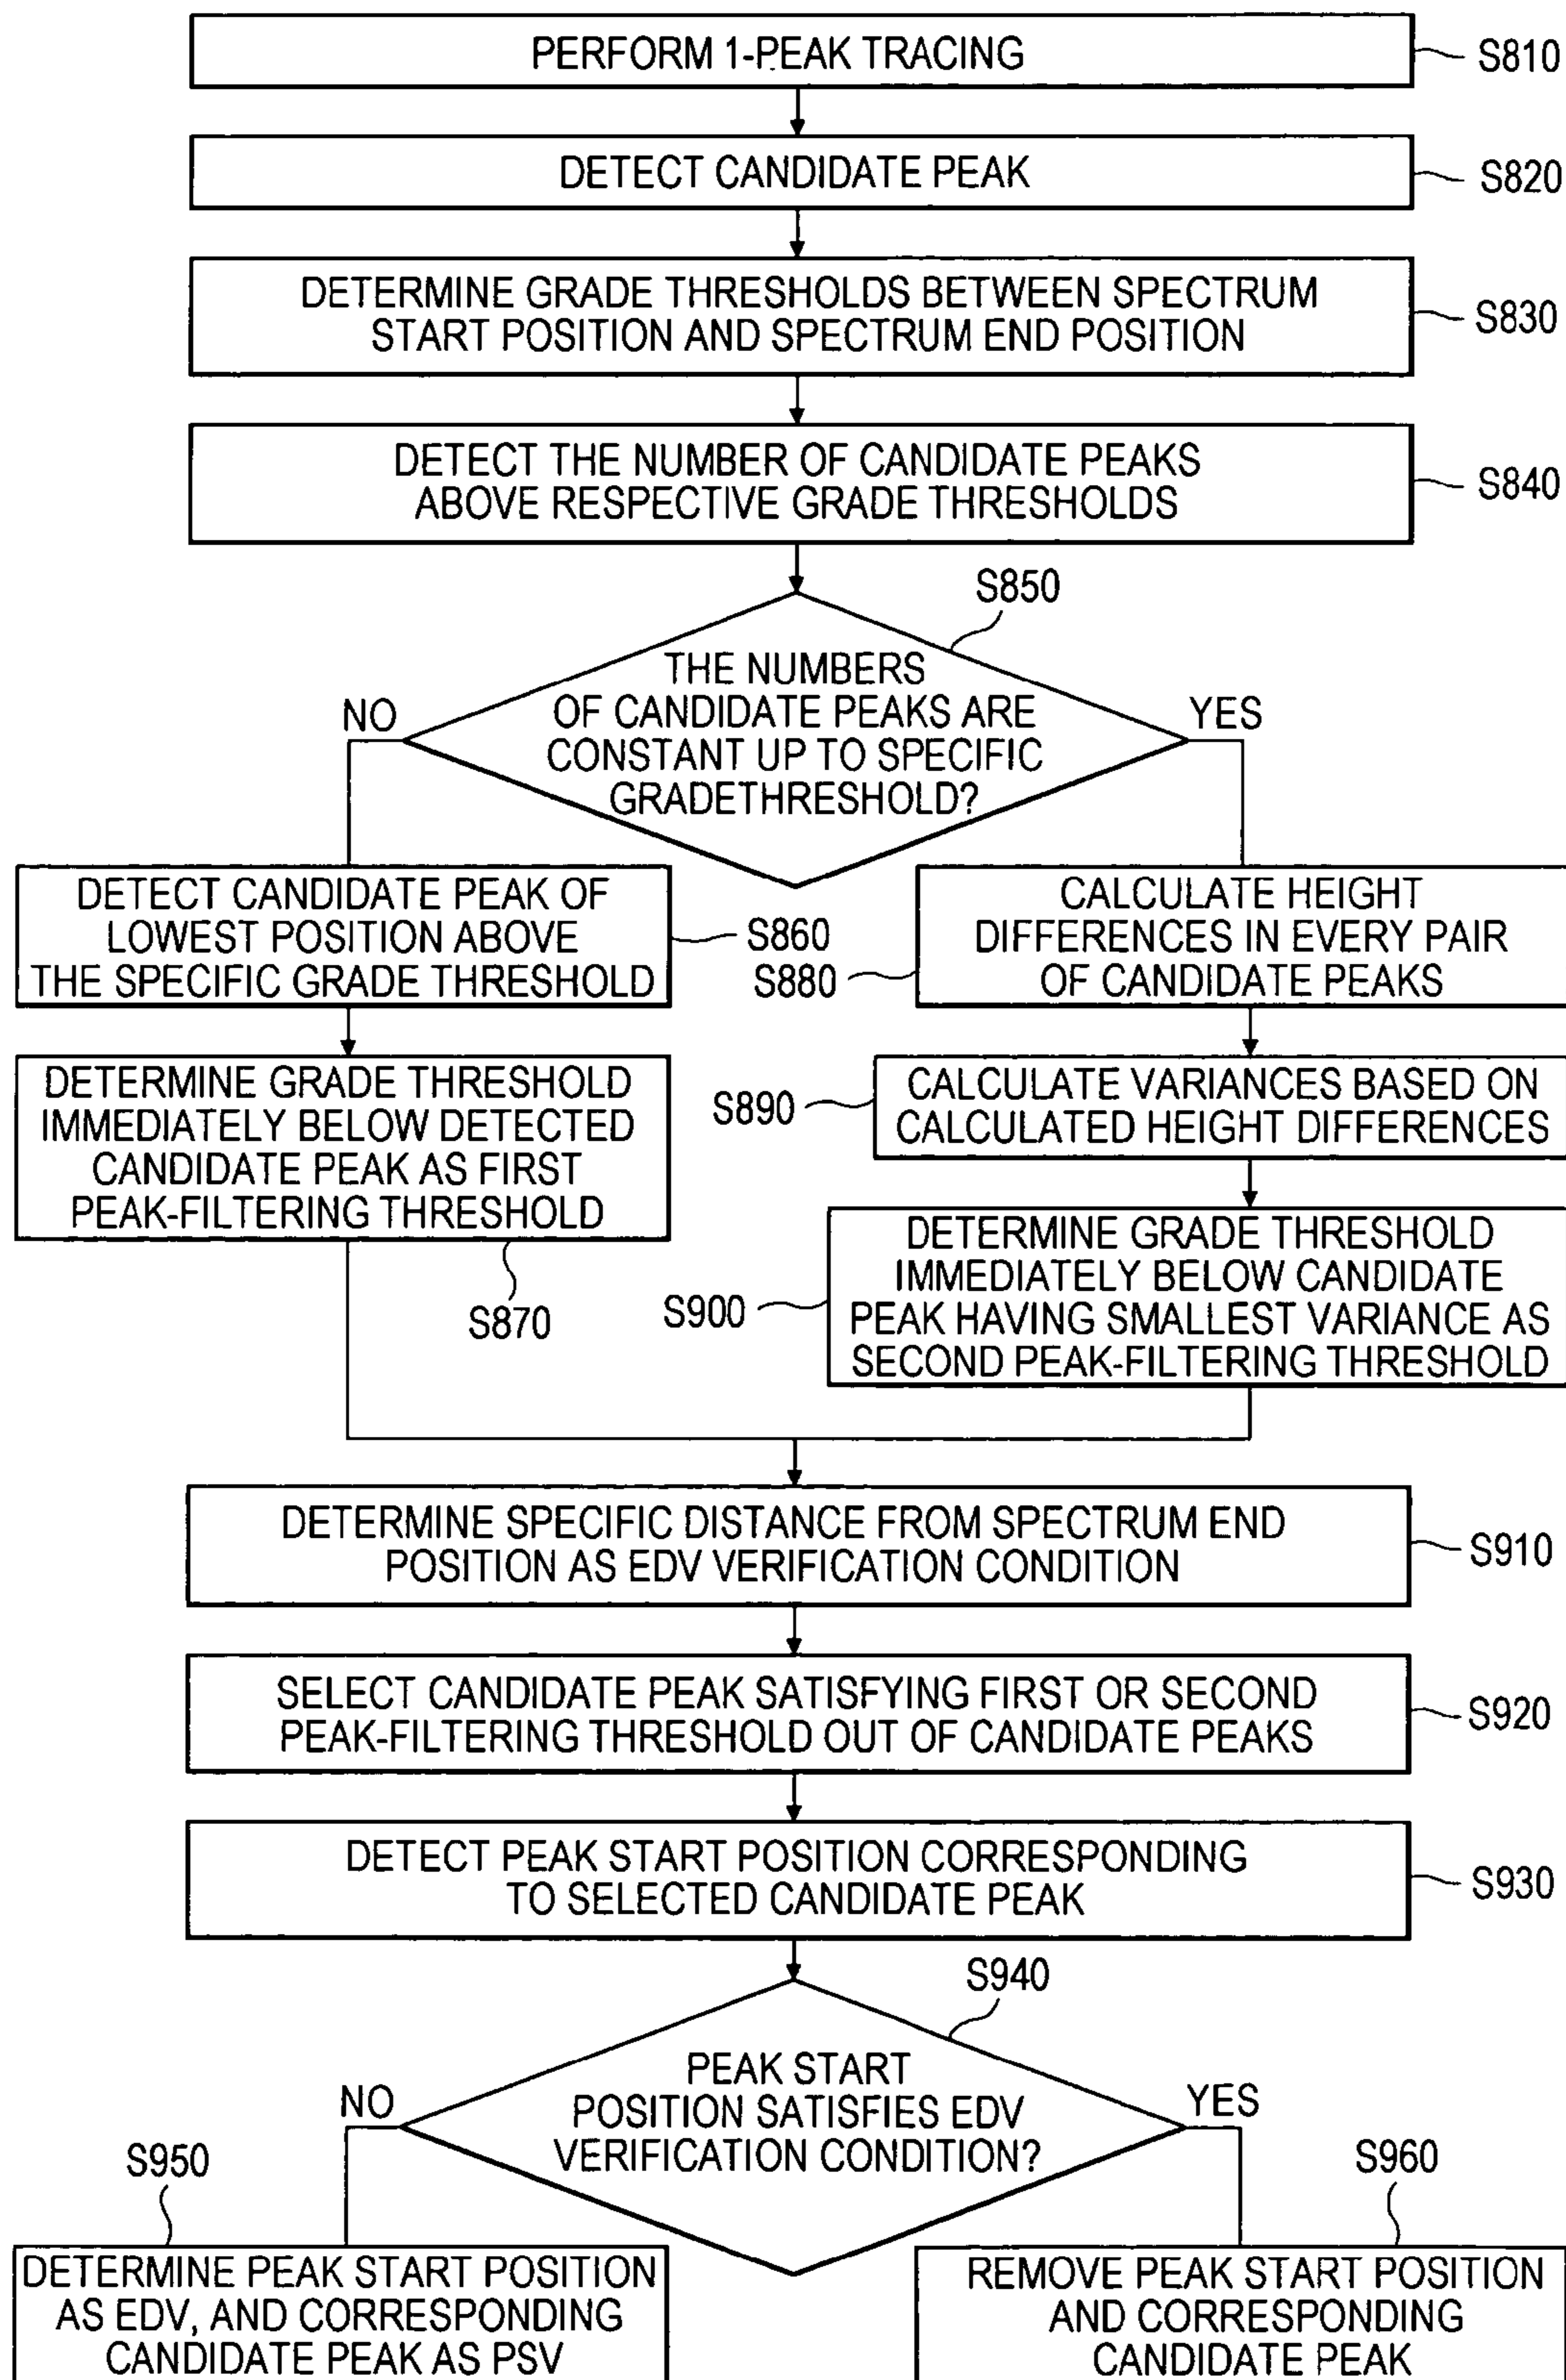 PERFORM 1-PEAK TRACING
S810
DETECT CANDIDATE PEAK
S820
DETERMINE GRADE THRESHOLDS BETWEEN SPECTRUM
START POSITION AND SPECTRUM END POSITION
S830
DETECT THE NUMBER OF CANDIDATE PEAKS
ABOVE RESPECTIVE GRADE THRESHOLDS
S840
S850
THE NUMBERS
OF CANDIDATE PEAKS ARE
CONSTANT UP TO SPECIFIC
GRADETHRESHOLD?
NO
YES
DETECT CANDIDATE PEAK OF
LOWEST POSITION ABOVE
THE SPECIFIC GRADE THRESHOLD
S860
S880
CALCULATE HEIGHT
DIFFERENCES IN EVERY PAIR
OF CANDIDATE PEAKS
DETERMINE GRADE THRESHOLD
IMMEDIATELY BELOW DETECTED
CANDIDATE PEAK AS FIRST
PEAK-FILTERING THRESHOLD
S870
S890
CALCULATE VARIANCES BASED ON
CALCULATED HEIGHT DIFFERENCES
S900
DETERMINE GRADE THRESHOLD
IMMEDIATELY BELOW CANDIDATE
PEAK HAVING SMALLEST VARIANCE AS
SECOND PEAK-FILTERING THRESHOLD
DETERMINE SPECIFIC DISTANCE FROM SPECTRUM END
POSITION AS EDV VERIFICATION CONDITION
S910
SELECT CANDIDATE PEAK SATISFYING FIRST OR SECOND
PEAK-FILTERING THRESHOLD OUT OF CANDIDATE PEAKS
S920
DETECT PEAK START POSITION CORRESPONDING
TO SELECTED CANDIDATE PEAK
S930
S940
PEAK START
POSITION SATISFIES EDV
VERIFICATION CONDITION?
NO
YES
S950
DETERMINE PEAK START POSITION
AS EDV, AND CORRESPONDING
CANDIDATE PEAK AS PSV
S960
REMOVE PEAK START POSITION
AND CORRESPONDING
CANDIDATE PEAK